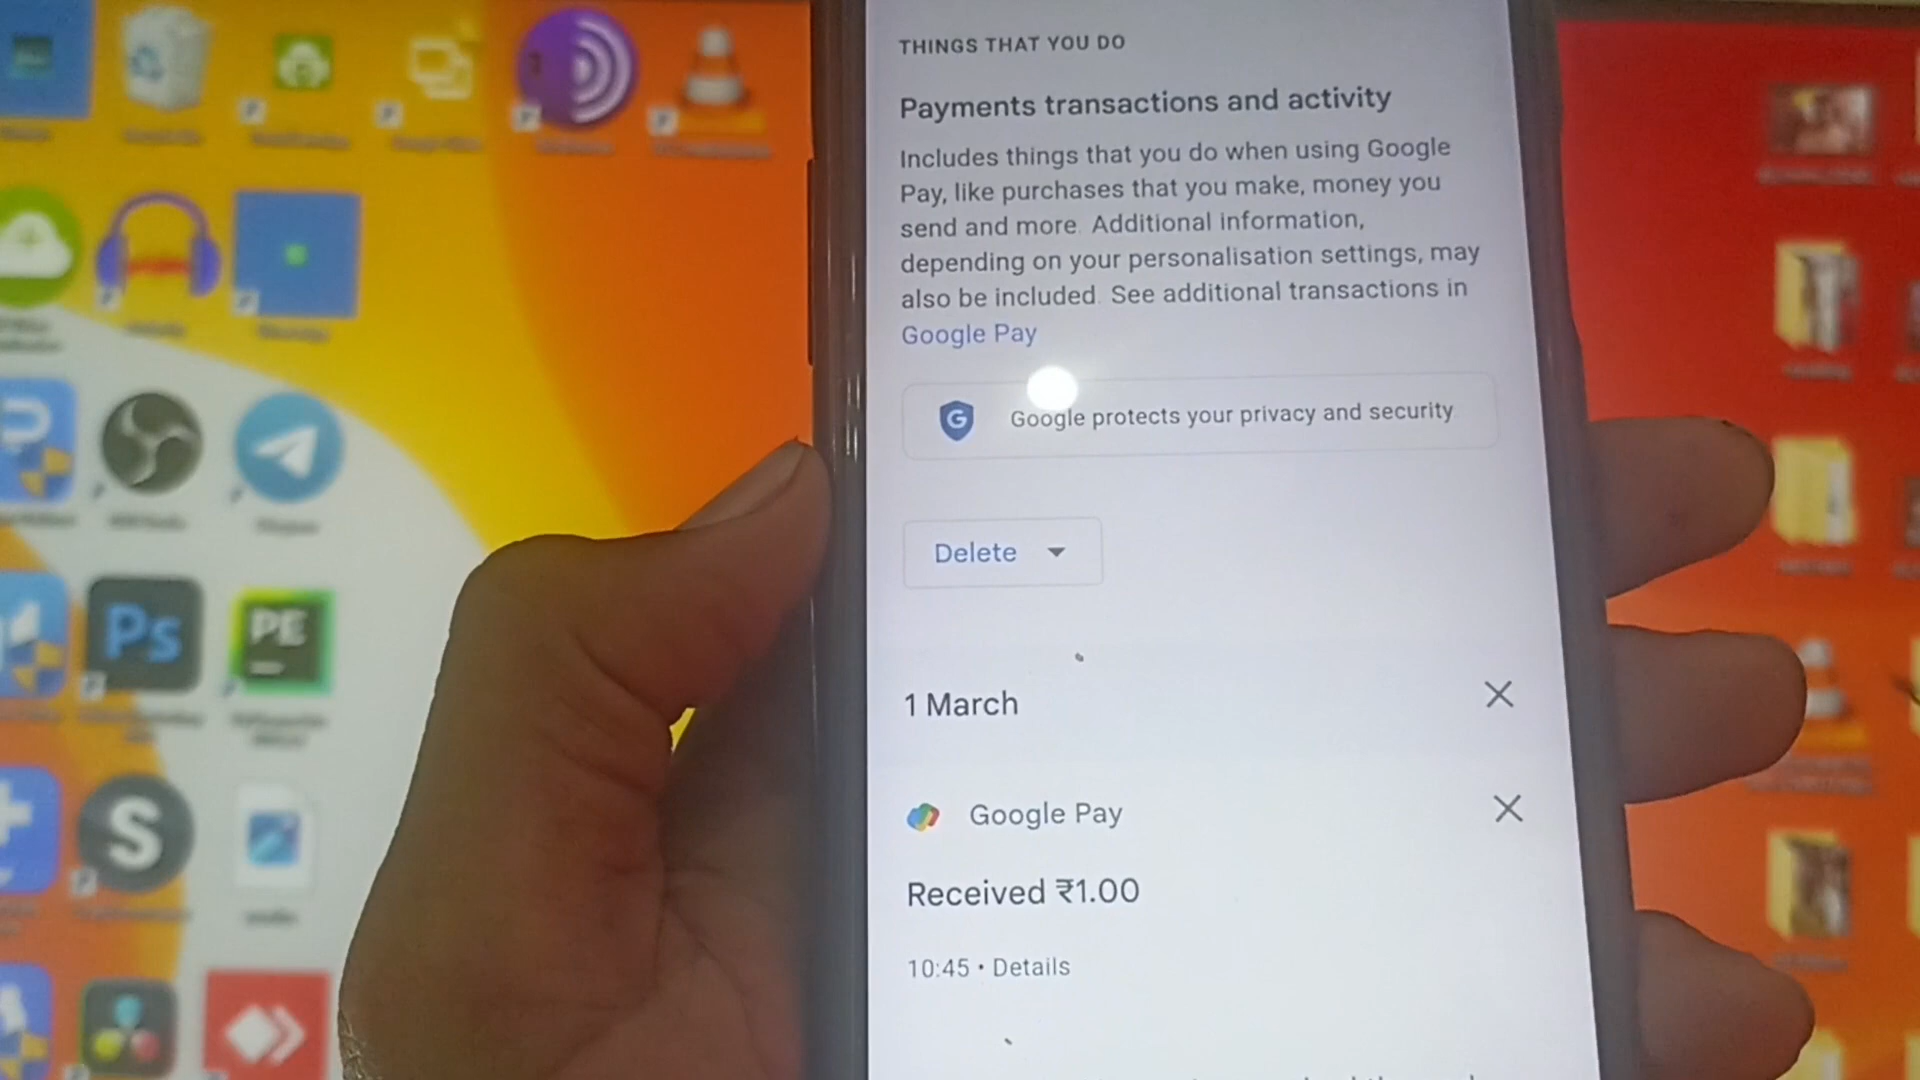 THINGS THAT YOU DO
Payments transactions and activity
Includes things that you do when using Google
Pay, like purchases that you make, money you
send and more. Additional information,
depending on your personalisation settings, may
also be included. See additional transactions in
Google Pay
G
Google protects your privacy and security
Delete
1 March
Google Pay
Received ₹1.00
10:45 • Details
Ps
PE
S